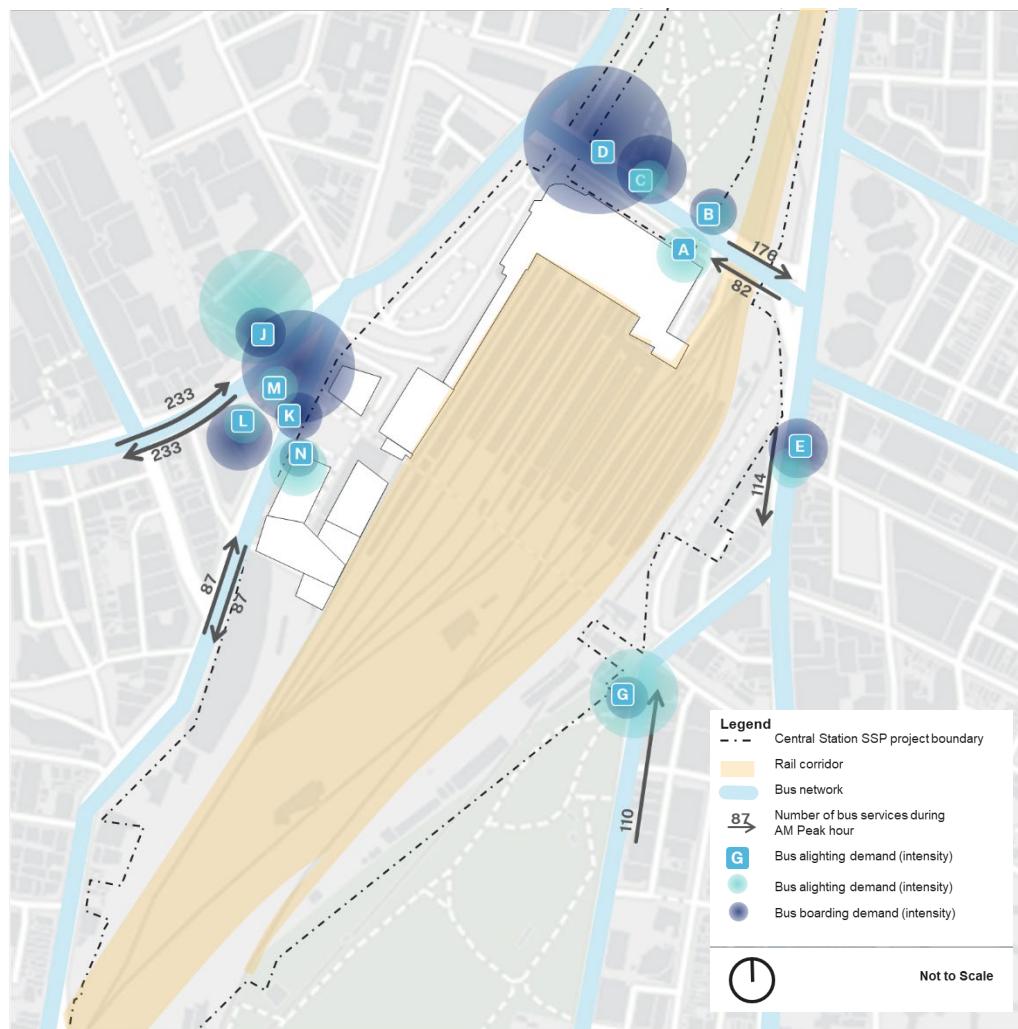 D
C
B
A
176
82
J
M
K
L
N
233
233
E
114
87
87
G
110
Legend
Central Station SSP project boundary
Rail corridor
Bus network
87
Number of bus services during
AM Peak hour
G
Bus alighting demand (intensity)
Bus alighting demand (intensity)
Bus boarding demand (intensity)
Not to Scale